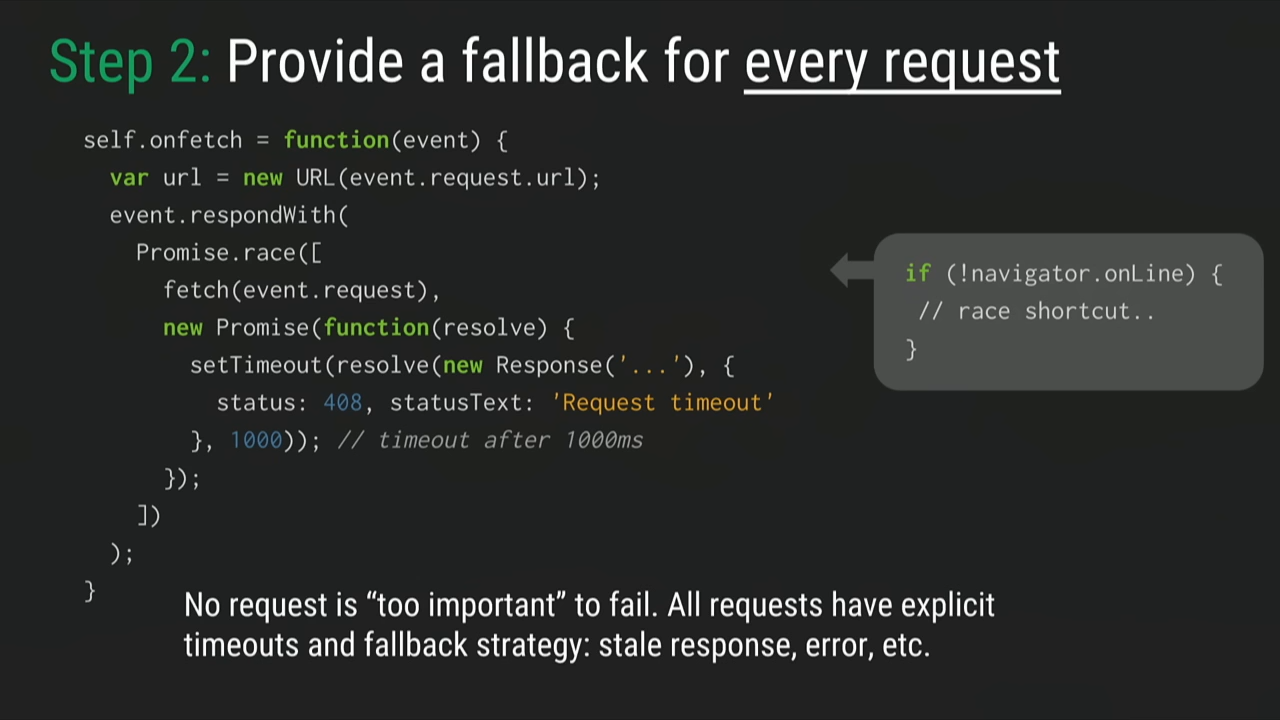 Step 2: Provide a fallback for every request
self.onfetch = function(event) {
var url = new URL(event.request.url);
event.respondWith(
Promise.race([
fetch(event.request),
new Promise(function(resolve) {
setTimeout(resolve(new Response('...'), {
status: 408, statusText: 'Request timeout'
}, 1000)); // timeout after 1000ms
});
])
);
}
if (!navigator.onLine) {
// race shortcut..
}
No request is “too important” to fail. All requests have explicit
timeouts and fallback strategy: stale response, error, etc.